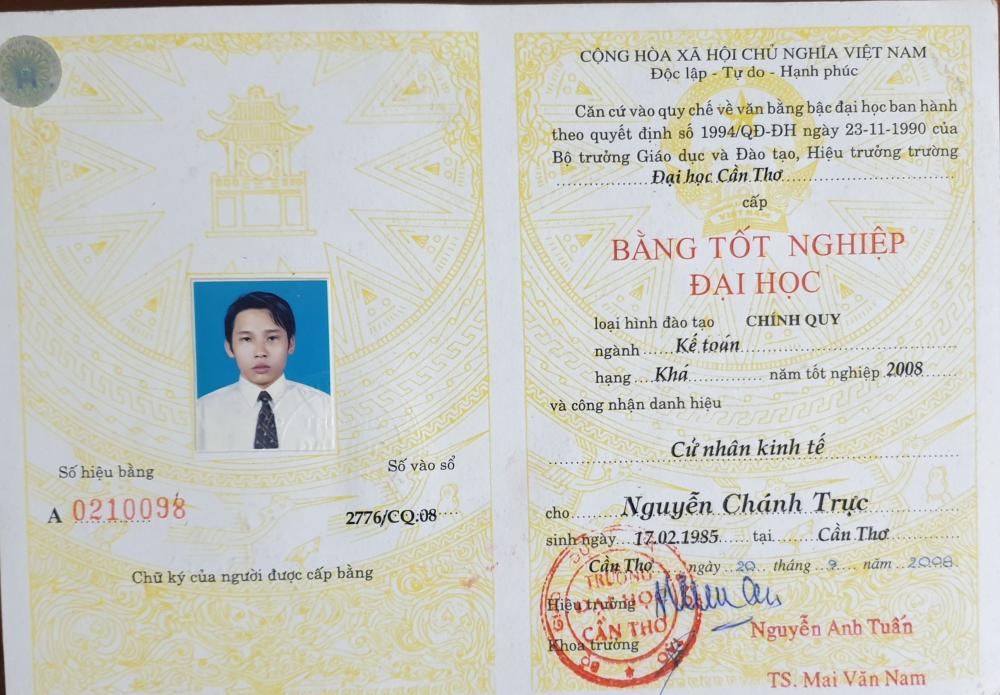 Số hiệu bằng
Số vào sổ
A 0210098
2776/CQ.08
Chữ ký của người được cấp bằng
CỘNG HÒA XÃ HỘI CHỦ NGHĨA VIỆT NAM
Độc lập - Tự do - Hạnh phúc
Căn cứ vào quy chế về văn bằng bậc đại học ban hành
theo quyết định số 1994/QĐ-ĐH ngày 23-11-1990 của
Bộ trưởng Giáo dục và Đào tạo, Hiệu trưởng trường
Đại học Cần Thơ
VIỆT NAM
cấp
BẰNG TỐT NGHIỆP
ĐẠI HỌC
loại hình đào tạo CHÍNH QUY
ngành Kế toán
hạng Khá năm tốt nghiệp 2008
và công nhận danh hiệu
Cử nhân kinh tế
cho Nguyễn Chánh Trực
sinh ngày 17.02.1985 tại Cần Thơ
Cần Thơ ngày 20 tháng 9 năm 2008
Hiệu trưởng
TRƯỜNG
ĐẠI HỌC
CẦN THƠ
Nguyễn Anh Tuấn
Khoa trưởng
TS. Mai Văn Nam